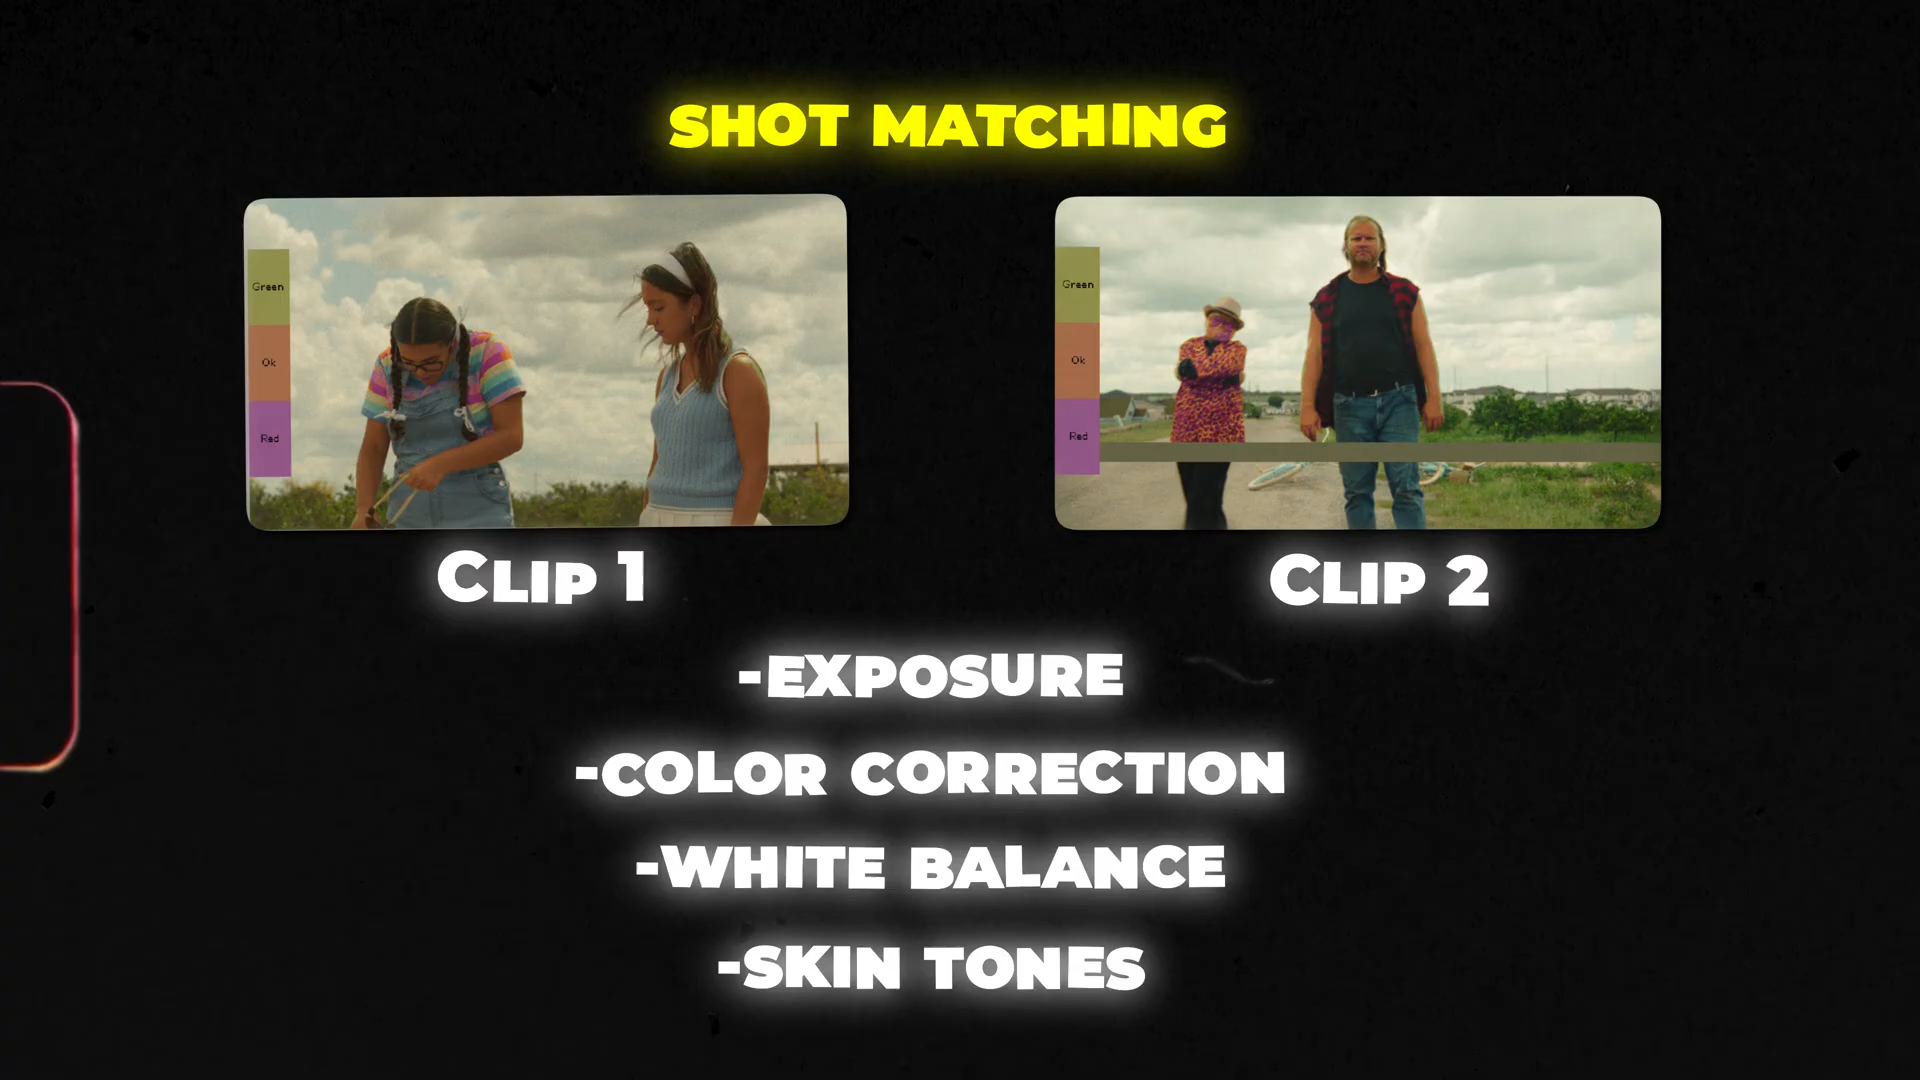 SHOT MATCHING
Green
Ok
Red
Green
Ok
Red
CLIP 1
CLIP 2
-EXPOSURE
-COLOR CORRECTION
-WHITE BALANCE
-SKIN TONES